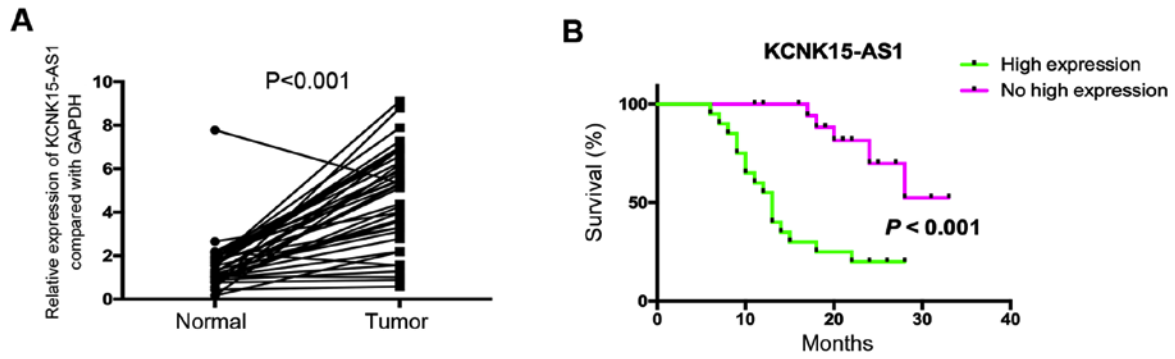 A
Relative expression of KCNK15-AS1
compared with GAPDH
P<0.001
10
8
6
4
2
0
Normal
Tumor
B
KCNK15-AS1
High expression
No high expression
Survival (%)
100
50
0
P < 0.001
0
10
20
30
40
Months